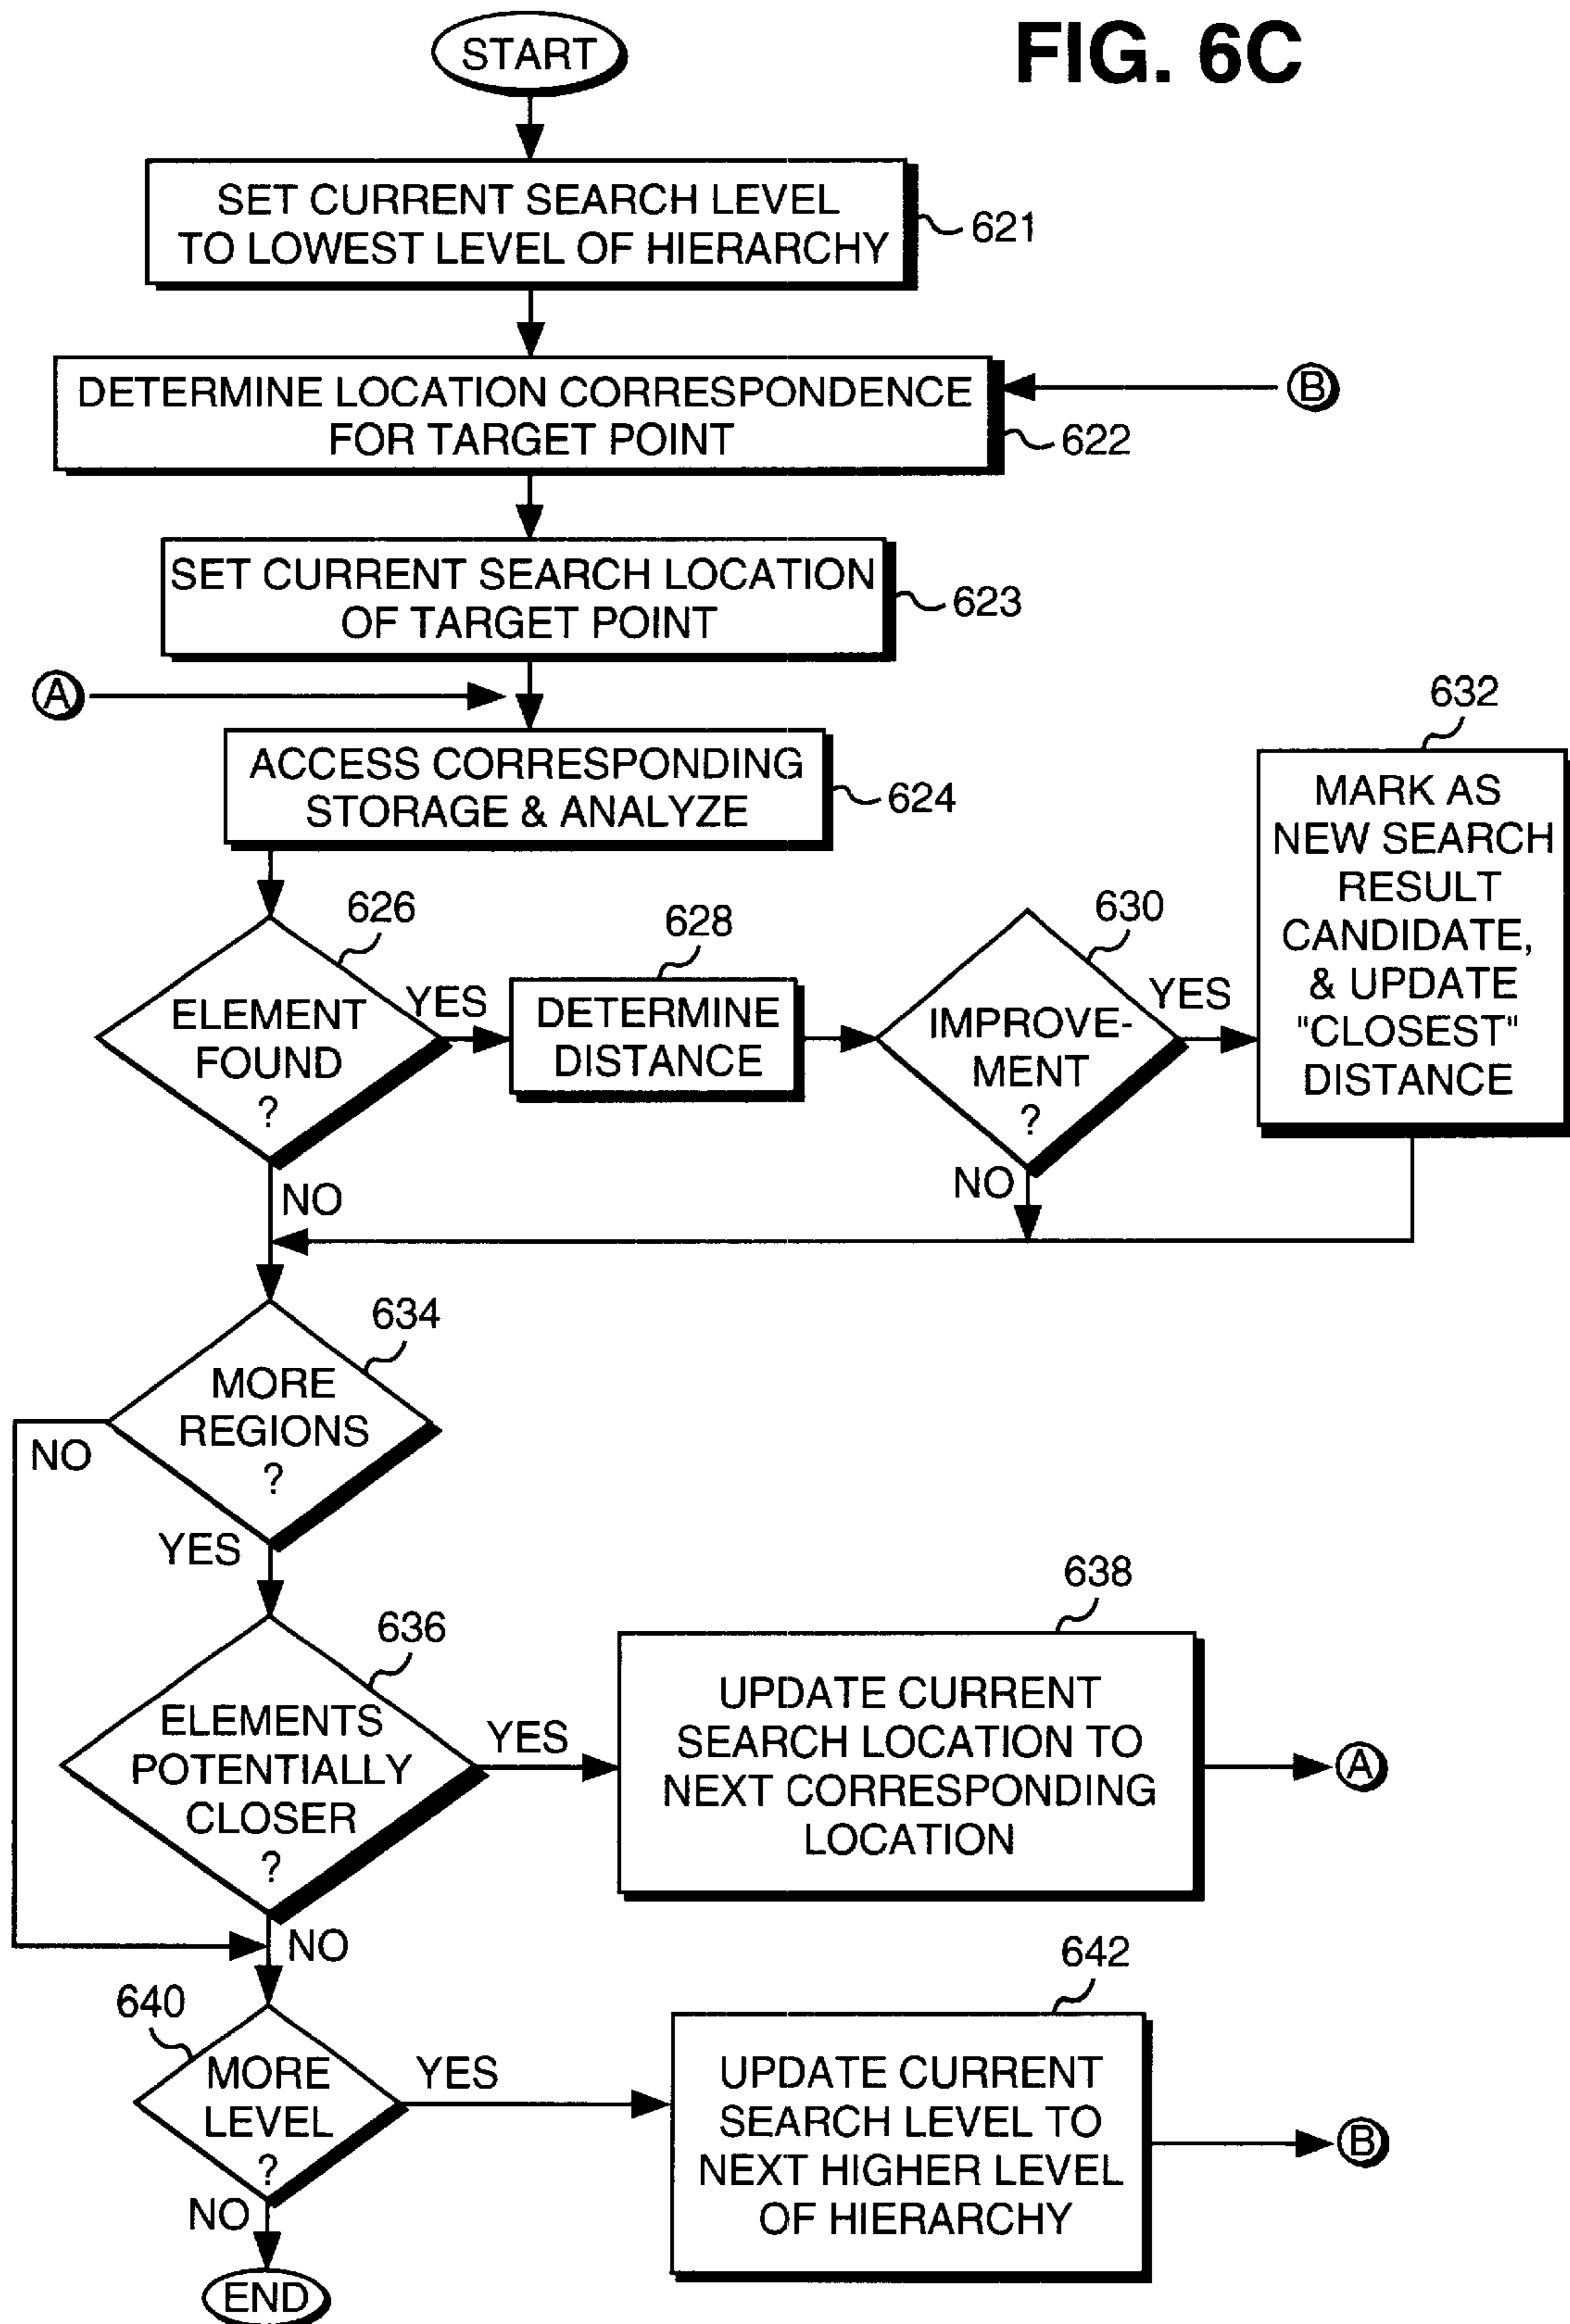 FIG. 6C
START
SET CURRENT SEARCH LEVEL
TO LOWEST LEVEL OF HIERARCHY
621
DETERMINE LOCATION CORRESPONDENCE
FOR TARGET POINT
B
622
SET CURRENT SEARCH LOCATION
OF TARGET POINT
623
A
ACCESS CORRESPONDING
STORAGE & ANALYZE
624
626
ELEMENT
FOUND
?
YES
NO
628
DETERMINE
DISTANCE
630
IMPROVE-
MENT
?
YES
NO
632
MARK AS
NEW SEARCH
RESULT
CANDIDATE,
& UPDATE
"CLOSEST"
DISTANCE
634
MORE
REGIONS
?
NO
YES
636
ELEMENTS
POTENTIALLY
CLOSER
?
YES
NO
638
UPDATE CURRENT
SEARCH LOCATION TO
NEXT CORRESPONDING
LOCATION
A
640
MORE
LEVEL
?
YES
NO
642
UPDATE CURRENT
SEARCH LEVEL TO
NEXT HIGHER LEVEL
OF HIERARCHY
B
END